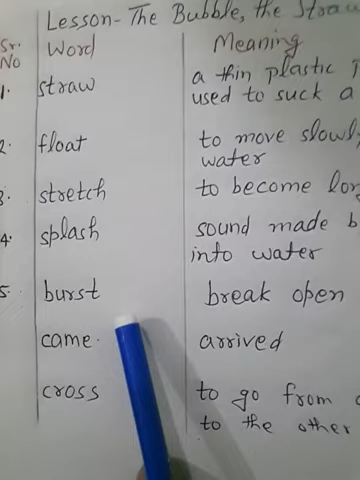 Lesson- The Bubble, the Straw
Sr. No Word Meaning
1. straw a thin plastic
used to suck a
2. float to move slowly
water
3. stretch to become lon
4. splash sound made b
into water
5. burst break open
came. arrived
cross to go from
to the other